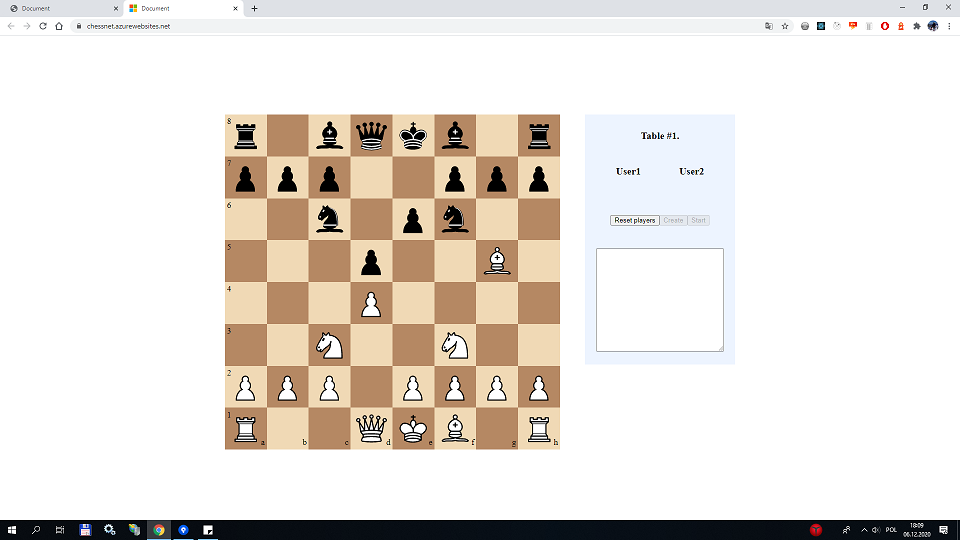 Document
Document
chessnet.azurewebsites.net
8
7
6
5
4
3
2
1
a b c d e f g h
Table #1.
User1 User2
Reset players Create Start
POL
18:09
06.12.2020